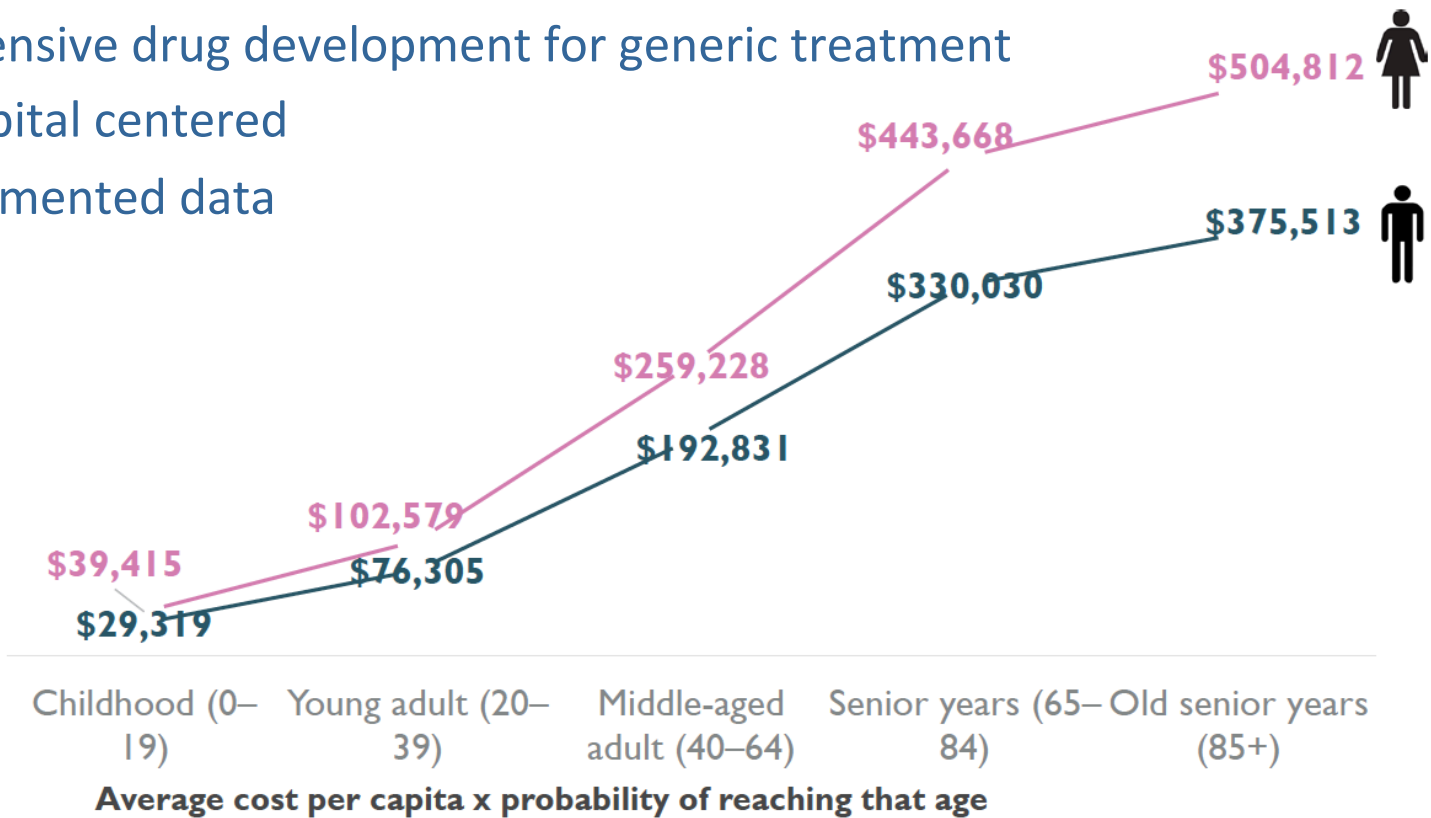 ensive drug development for generic treatment
pital centered
mented data
$504,812
$443,668
$375,513
$330,030
$259,228
$192,831
$102,579
$76,305
$39,415
$29,319
Childhood (0–19)
Young adult (20–39)
Middle-aged adult (40–64)
Senior years (65–84)
Old senior years (85+)
Average cost per capita x probability of reaching that age